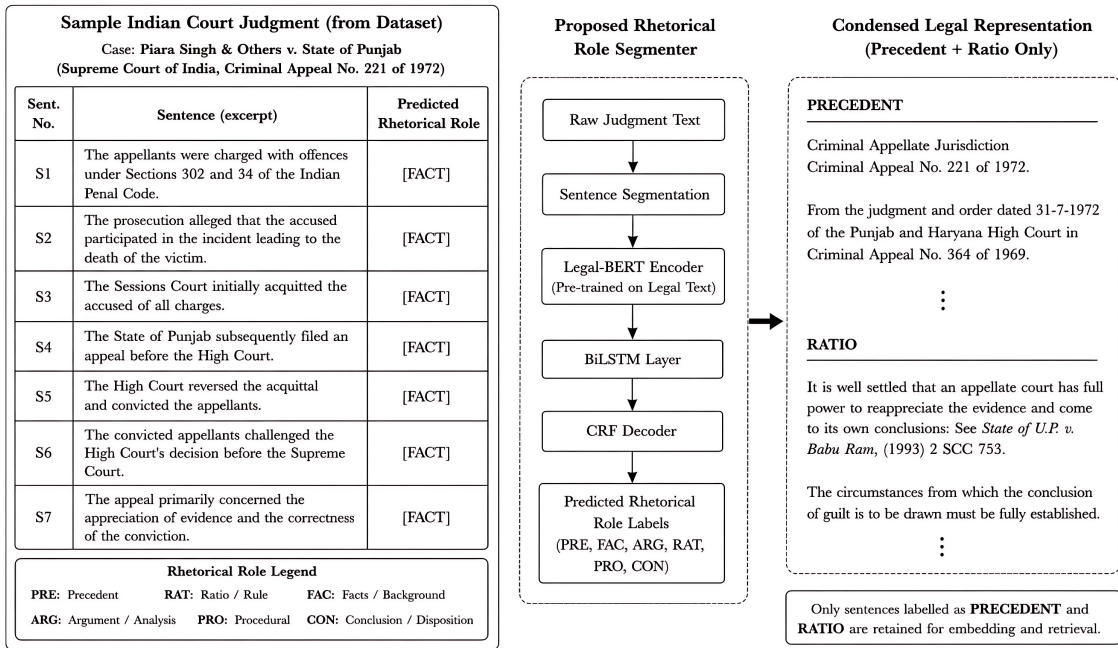 Sample Indian Court Judgment (from Dataset)
Case: Piara Singh & Others v. State of Punjab
(Supreme Court of India, Criminal Appeal No. 221 of 1972)
Sent.
No.
Sentence (excerpt)
Predicted
Rhetorical Role
S1
The appellants were charged with offences
under Sections 302 and 34 of the Indian
Penal Code.
[FACT]
S2
The prosecution alleged that the accused
participated in the incident leading to the
death of the victim.
[FACT]
S3
The Sessions Court initially acquitted the
accused of all charges.
[FACT]
S4
The State of Punjab subsequently filed an
appeal before the High Court.
[FACT]
S5
The High Court reversed the acquittal
and convicted the appellants.
[FACT]
S6
The convicted appellants challenged the
High Court's decision before the Supreme
Court.
[FACT]
S7
The appeal primarily concerned the
appreciation of evidence and the correctness
of the conviction.
[FACT]
Rhetorical Role Legend
PRE: Precedent RAT: Ratio / Rule FAC: Facts / Background
ARG: Argument / Analysis PRO: Procedural CON: Conclusion / Disposition
Proposed Rhetorical
Role Segmenter
Raw Judgment Text
Sentence Segmentation
Legal-BERT Encoder
(Pre-trained on Legal Text)
BiLSTM Layer
CRF Decoder
Predicted Rhetorical
Role Labels
(PRE, FAC, ARG, RAT,
PRO, CON)
Condensed Legal Representation
(Precedent + Ratio Only)
PRECEDENT
Criminal Appellate Jurisdiction
Criminal Appeal No. 221 of 1972.
From the judgment and order dated 31-7-1972
of the Punjab and Haryana High Court in
Criminal Appeal No. 364 of 1969.
⋮
RATIO
It is well settled that an appellate court has full
power to reappreciate the evidence and come
to its own conclusions: See State of U.P. v.
Babu Ram, (1993) 2 SCC 753.
The circumstances from which the conclusion
of guilt is to be drawn must be fully established.
⋮
Only sentences labelled as PRECEDENT and
RATIO are retained for embedding and retrieval.